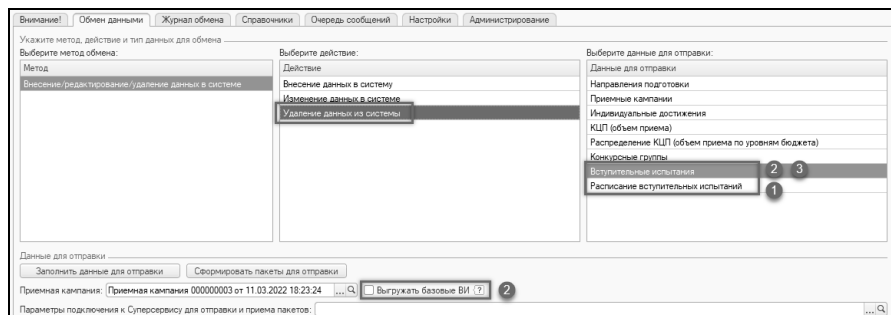 Внимание! Обмен данными Журнал обмена Справочники Очередь сообщений Настройки Администрирование
Укажите метод, действие и тип данных для обмена
Выберите метод обмена: Выберите действие: Выберите данные для отправки:
Метод Действие Данные для отправки
Внесение/редактирование/удаление данных в системе Внесение данных в систему Направления подготовки
Изменение данных в системе Приемные кампании
Удаление данных из системы Индивидуальные достижения
КЦП (объем приема)
Распределение КЦП (объем приема по уровням бюджета)
Конкурсные группы
Вступительные испытания 2 3
Расписание вступительных испытаний 1
Данные для отправки
Заполнить данные для отправки Сформировать пакеты для отправки
Приемная кампания: Приемная кампания 000000003 от 11.03.2022 18:23:24 ... Выгружать базовые ВИ ? 2
Параметры подключения к Суперсервису для отправки и приема пакетов: ...